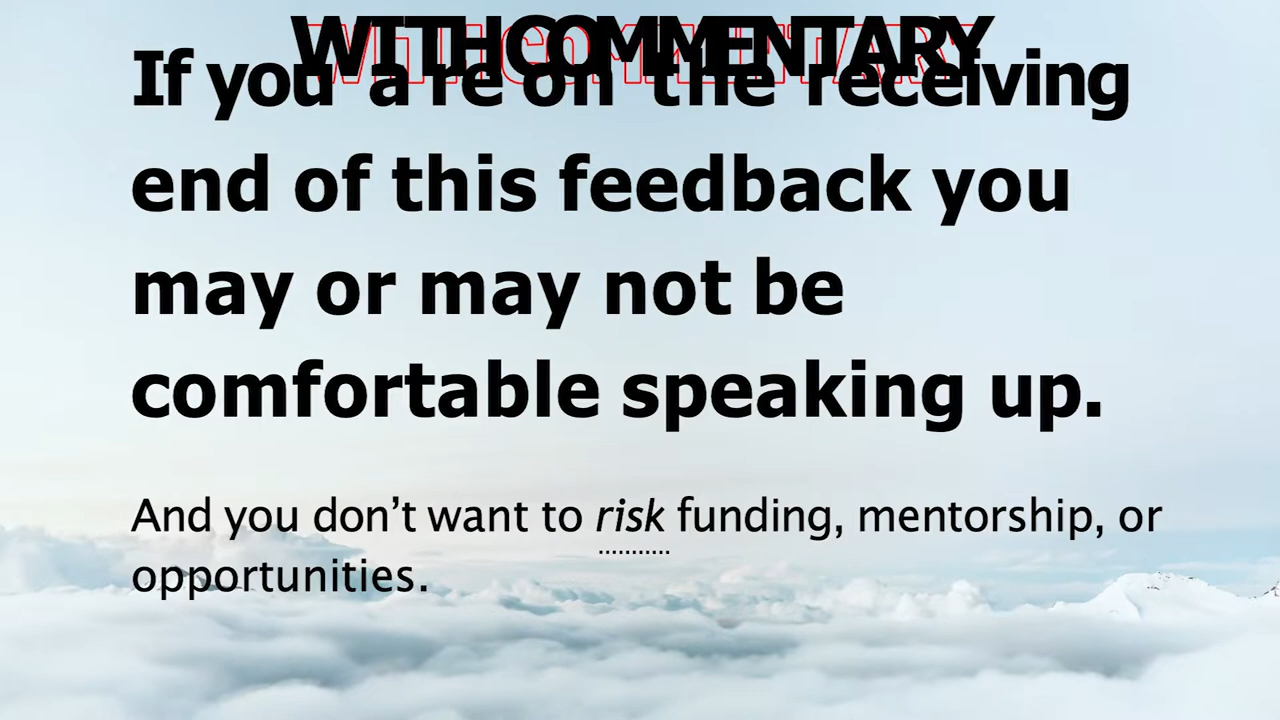 WITH COMMENTARY
If you are on the receiving
end of this feedback you
may or may not be
comfortable speaking up.
And you don’t want to risk funding, mentorship, or
opportunities.